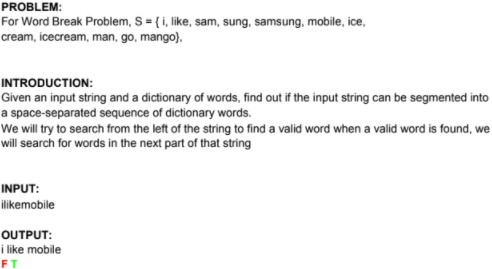 PROBLEM:
For Word Break Problem, S = { i, like, sam, sung, samsung, mobile, ice,
cream, icecream, man, go, mango},
INTRODUCTION:
Given an input string and a dictionary of words, find out if the input string can be segmented into
a space-separated sequence of dictionary words.
We will try to search from the left of the string to find a valid word when a valid word is found, we
will search for words in the next part of that string
INPUT:
ilikemobile
OUTPUT:
i like mobile
F T